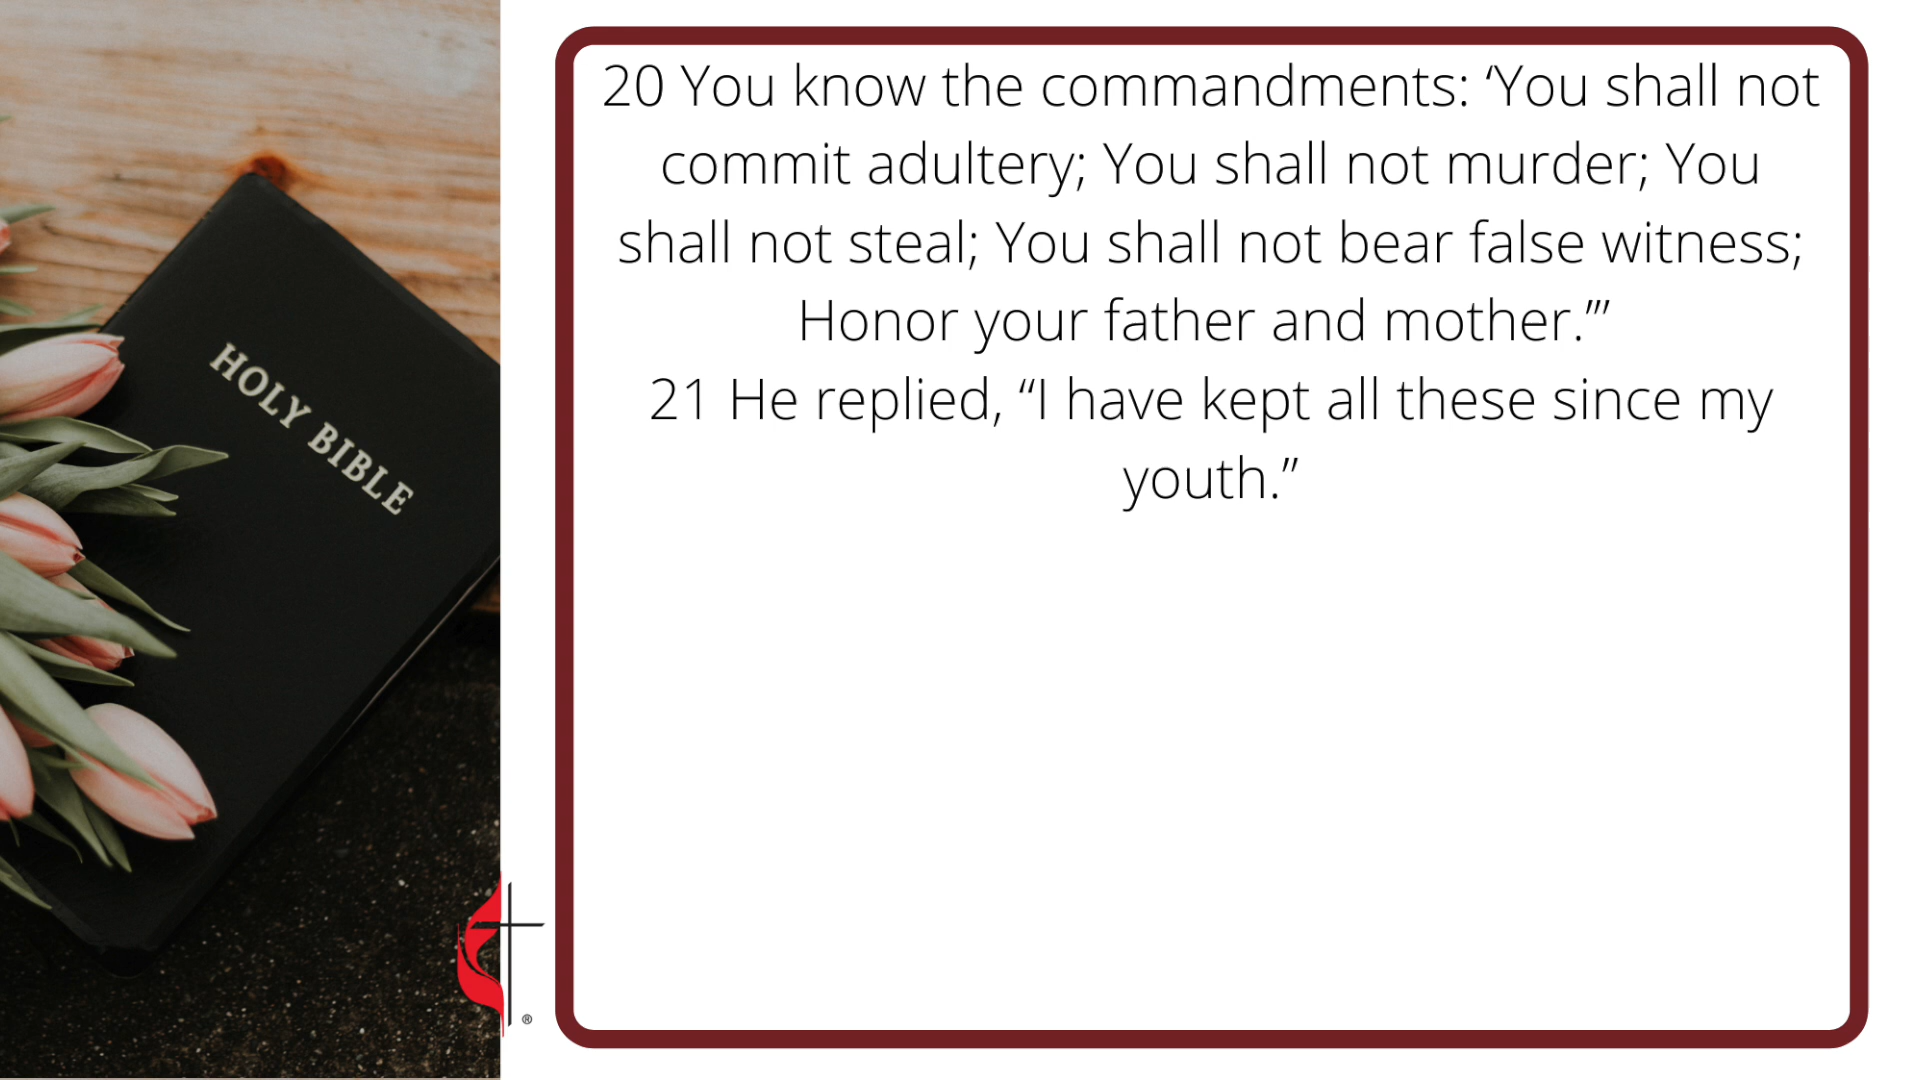 HOLY BIBLE
20 You know the commandments: ‘You shall not
commit adultery; You shall not murder; You
shall not steal; You shall not bear false witness;
Honor your father and mother.’”
21 He replied, “I have kept all these since my
youth.”
®